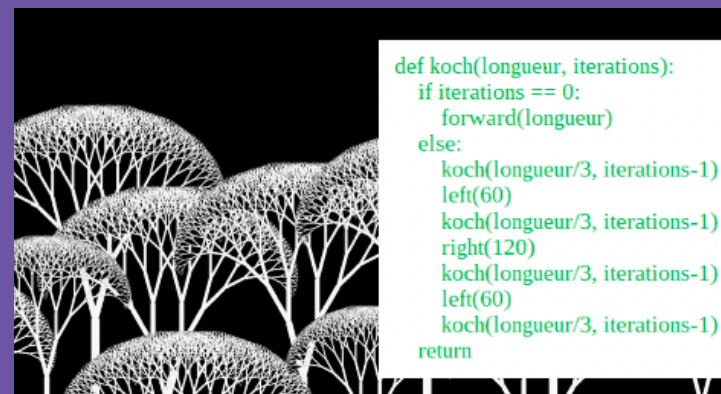 def koch(longueur, iterations):
if iterations == 0:
forward(longueur)
else:
koch(longueur/3, iterations-1)
left(60)
koch(longueur/3, iterations-1)
right(120)
koch(longueur/3, iterations-1)
left(60)
koch(longueur/3, iterations-1)
return